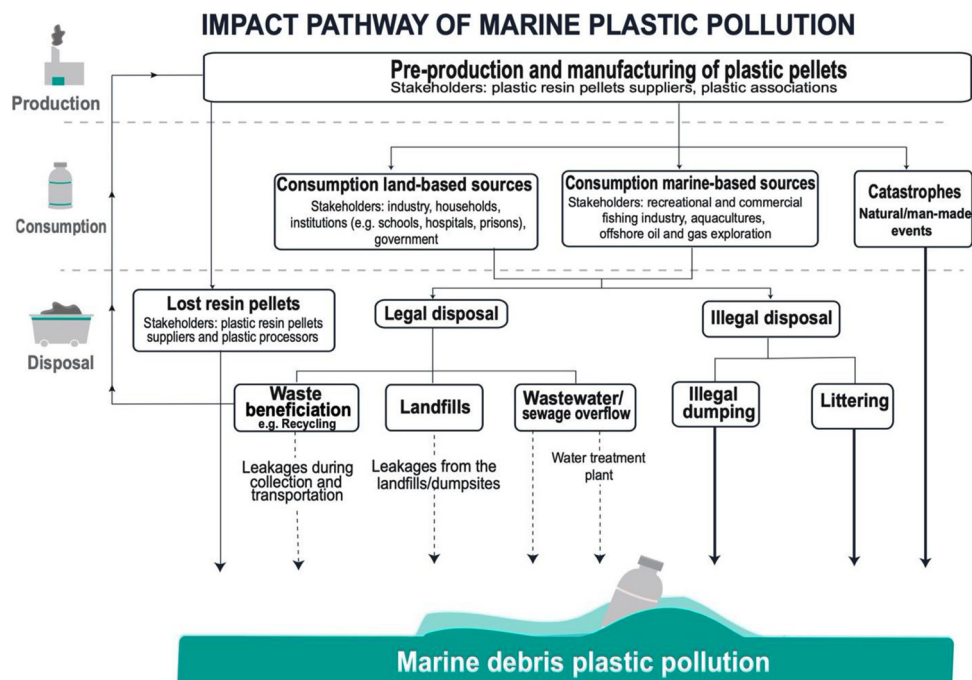 IMPACT PATHWAY OF MARINE PLASTIC POLLUTION
Production
Pre-production and manufacturing of plastic pellets
Stakeholders: plastic resin pellets suppliers, plastic associations
Consumption
Consumption land-based sources
Stakeholders: industry, households,
institutions (e.g. schools, hospitals, prisons),
government
Consumption marine-based sources
Stakeholders: recreational and commercial
fishing industry, aquacultures,
offshore oil and gas exploration
Catastrophes
Natural/man-made
events
Disposal
Lost resin pellets
Stakeholders: plastic resin pellets
suppliers and plastic processors
Legal disposal
Illegal disposal
Waste
beneficiation
e.g. Recycling
Landfills
Wastewater/
sewage overflow
Illegal
dumping
Littering
Leakages during
collection and
transportation
Leakages from the
landfills/dumpsites
Water treatment
plant
Marine debris plastic pollution